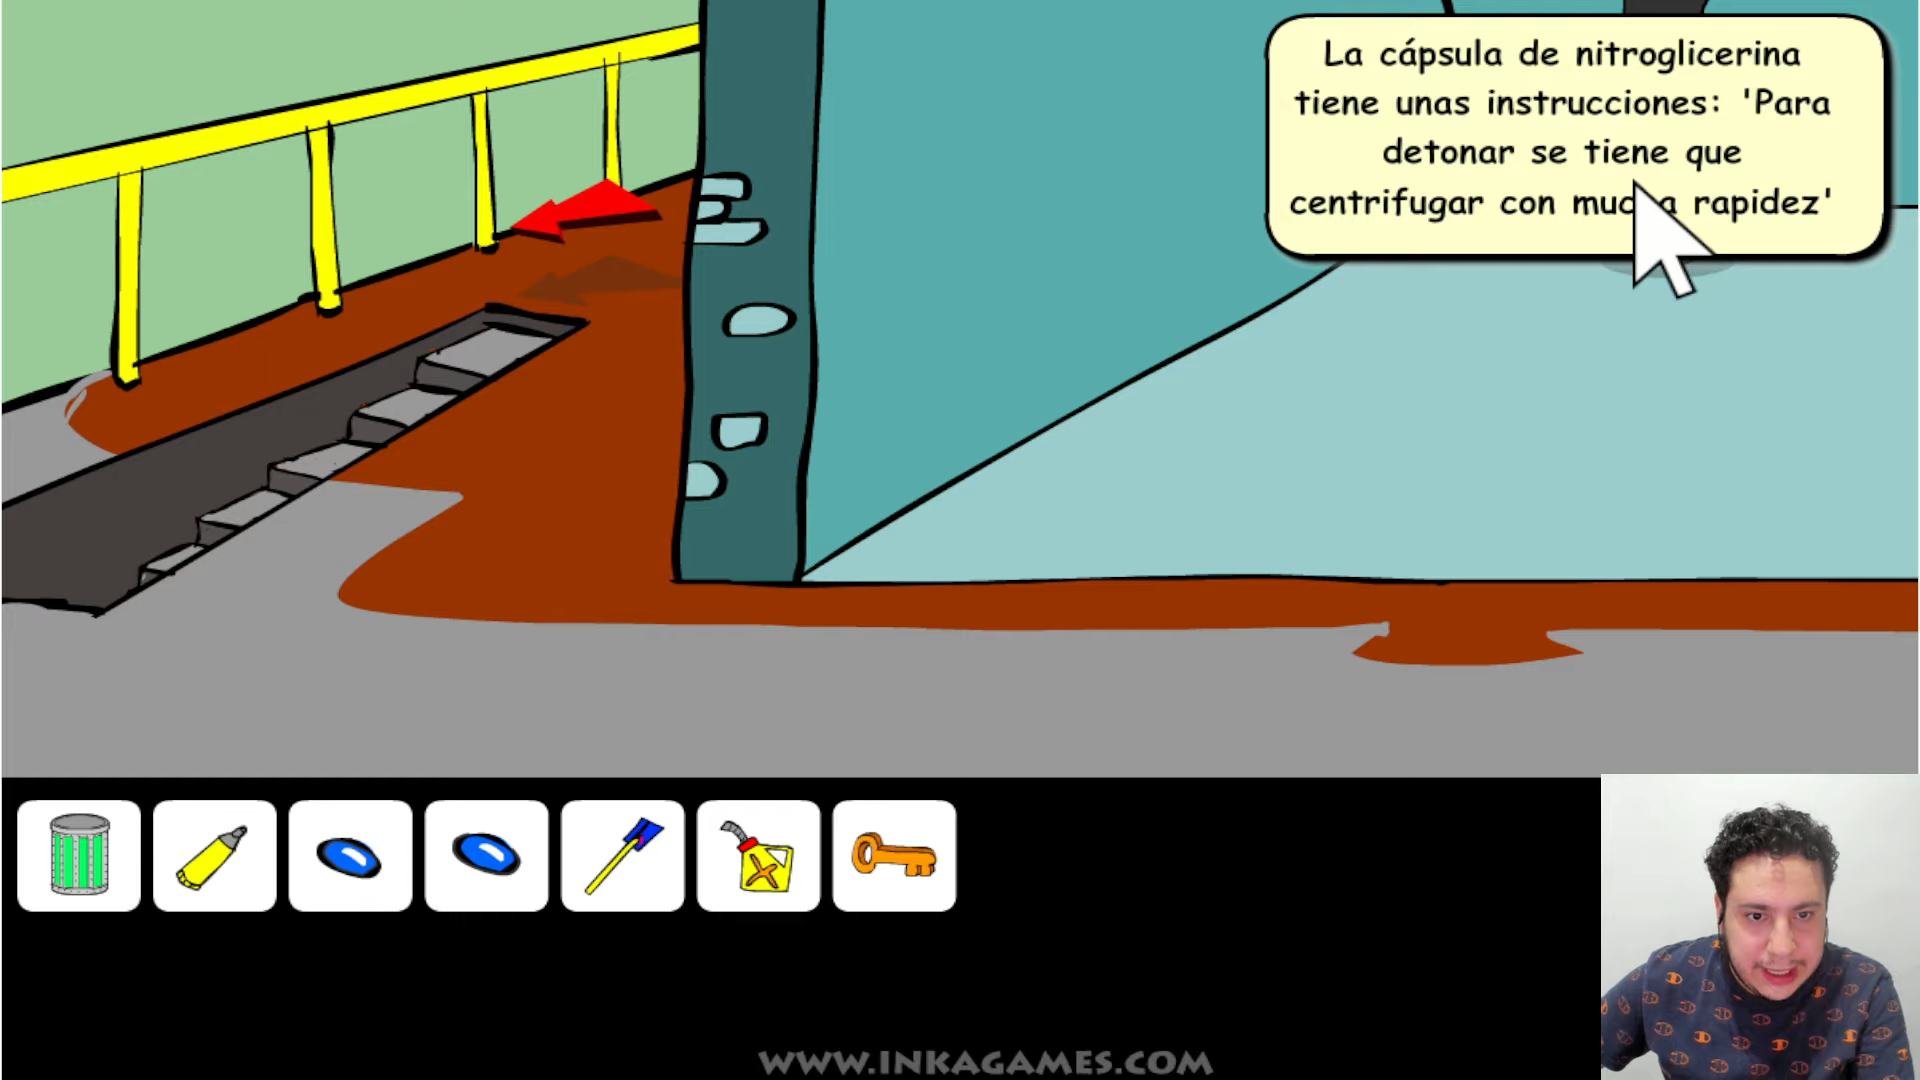 La cápsula de nitroglicerina
tiene unas instrucciones: 'Para
detonar se tiene que
centrifugar con rapidez'
WWW.INKAGAMES.COM